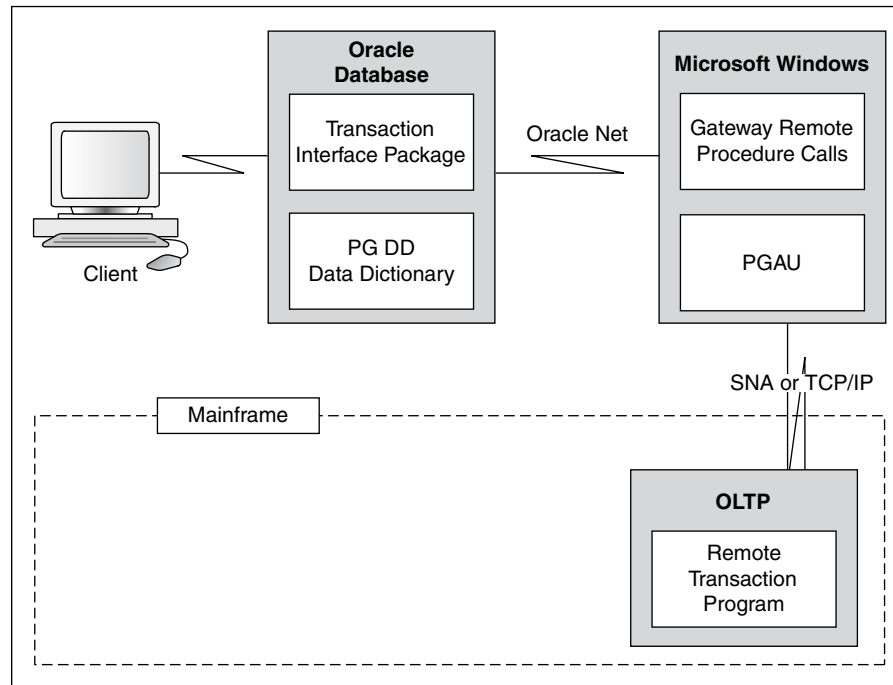 Oracle
Database
Transaction
Interface Package
PG DD
Data Dictionary
Client
Oracle Net
Microsoft Windows
Gateway Remote
Procedure Calls
PGAU
SNA or TCP/IP
Mainframe
OLTP
Remote
Transaction
Program